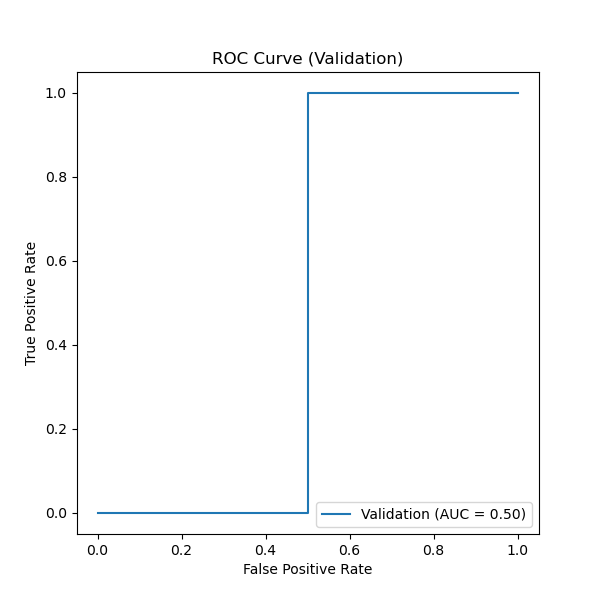 ROC Curve (Validation)
True Positive Rate
1.0
0.8
0.6
0.4
0.2
0.0
Validation (AUC = 0.50)
0.0 0.2 0.4 0.6 0.8 1.0
False Positive Rate